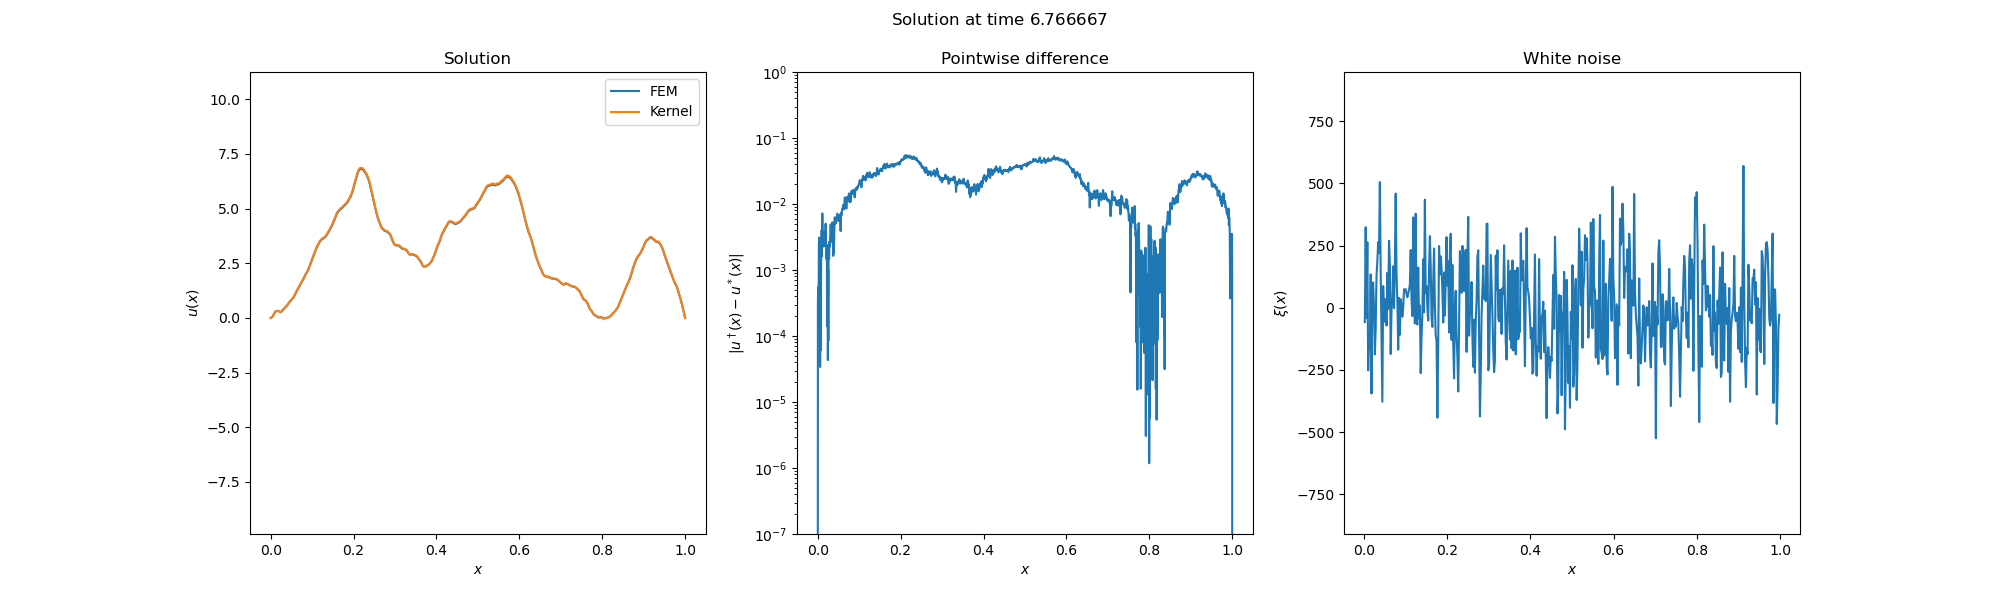 Solution at time 6.766667
Solution
10.0
7.5
5.0
2.5
0.0
−2.5
−5.0
−7.5
u(x)
FEM
Kernel
0.0 0.2 0.4 0.6 0.8 1.0
x
Pointwise difference
10⁰
10⁻¹
10⁻²
10⁻³
10⁻⁴
10⁻⁵
10⁻⁶
10⁻⁷
|u†(x) − u*(x)|
0.0 0.2 0.4 0.6 0.8 1.0
x
White noise
750
500
250
0
−250
−500
−750
ξ(x)
0.0 0.2 0.4 0.6 0.8 1.0
x